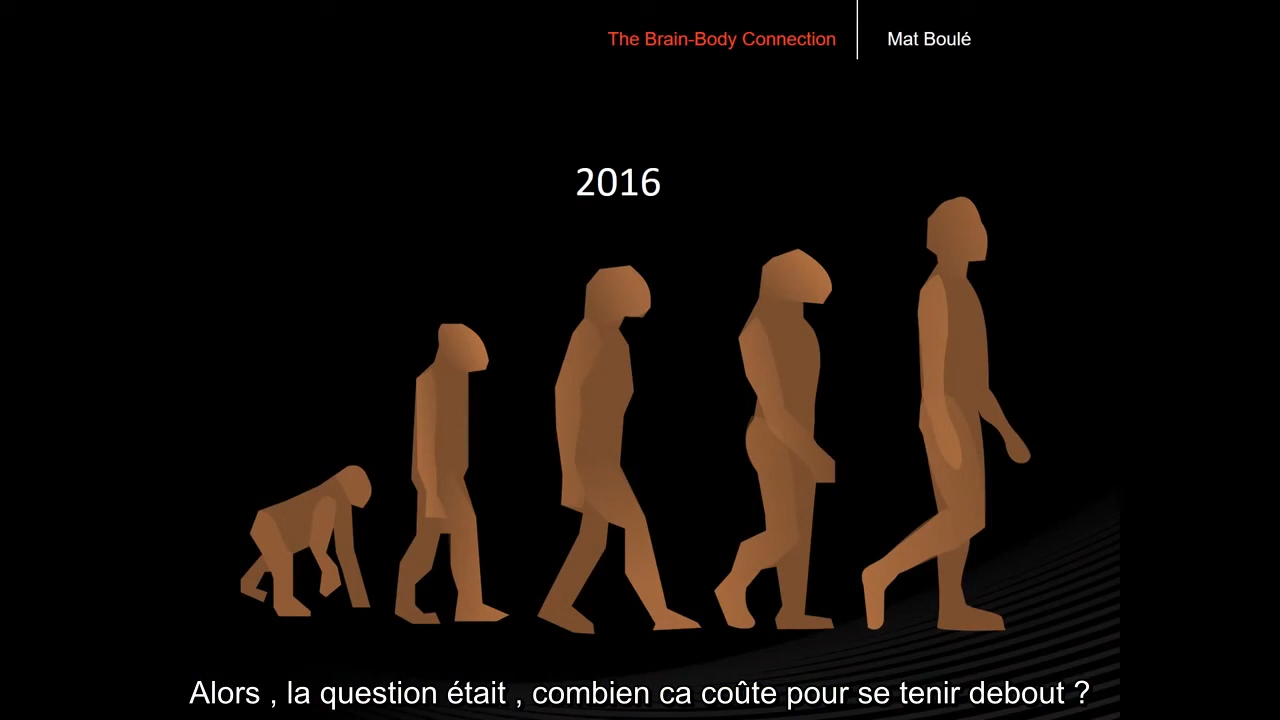 The Brain-Body Connection Mat Boulé
2016
Alors , la question était , combien ca coûte pour se tenir debout ?